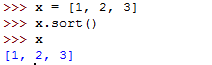 >>> x = [1, 2, 3]
>>> x.sort()
>>> x
[1, 2, 3]